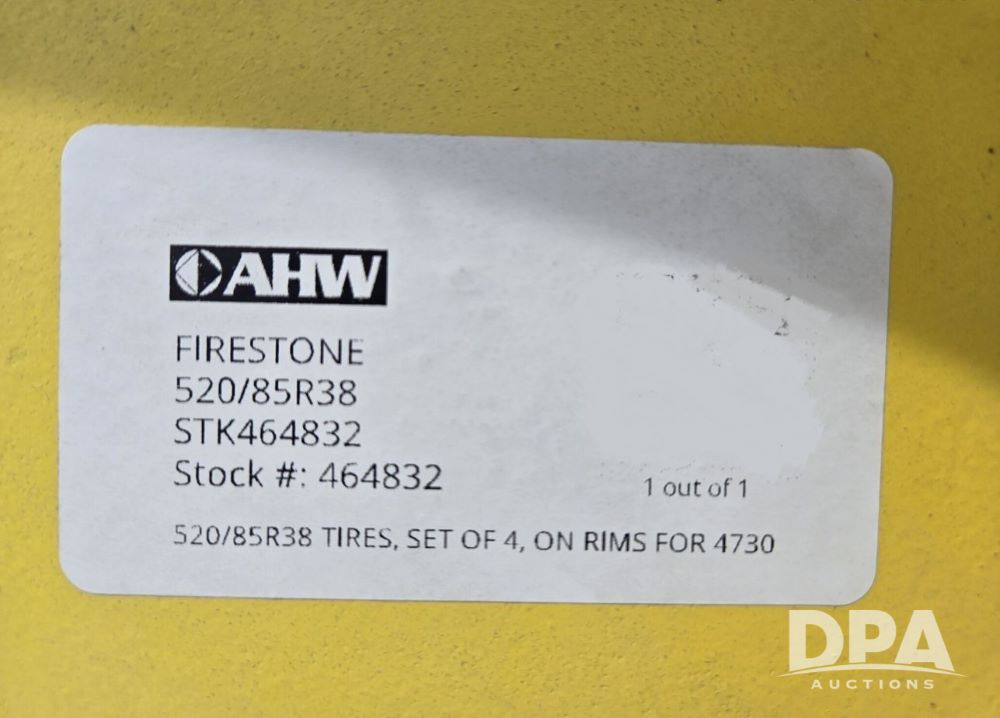 AHW
FIRESTONE
520/85R38
STK464832
Stock #: 464832
1 out of 1
520/85R38 TIRES, SET OF 4, ON RIMS FOR 4730
DPA
AUCTIONS